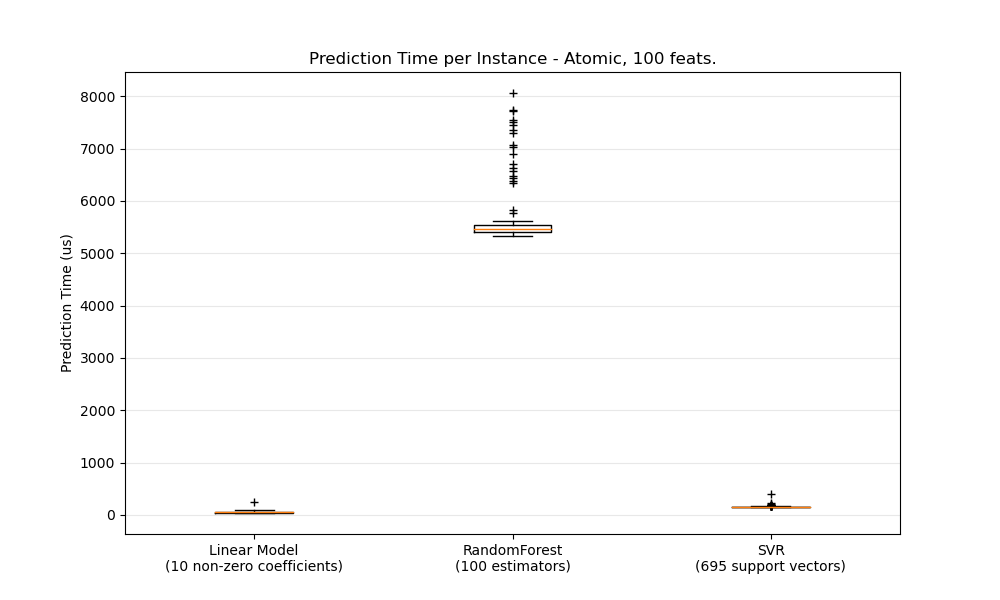 Prediction Time per Instance - Atomic, 100 feats.
8000
7000
6000
5000
4000
3000
2000
1000
0
Prediction Time (us)
Linear Model
(10 non-zero coefficients)
RandomForest
(100 estimators)
SVR
(695 support vectors)